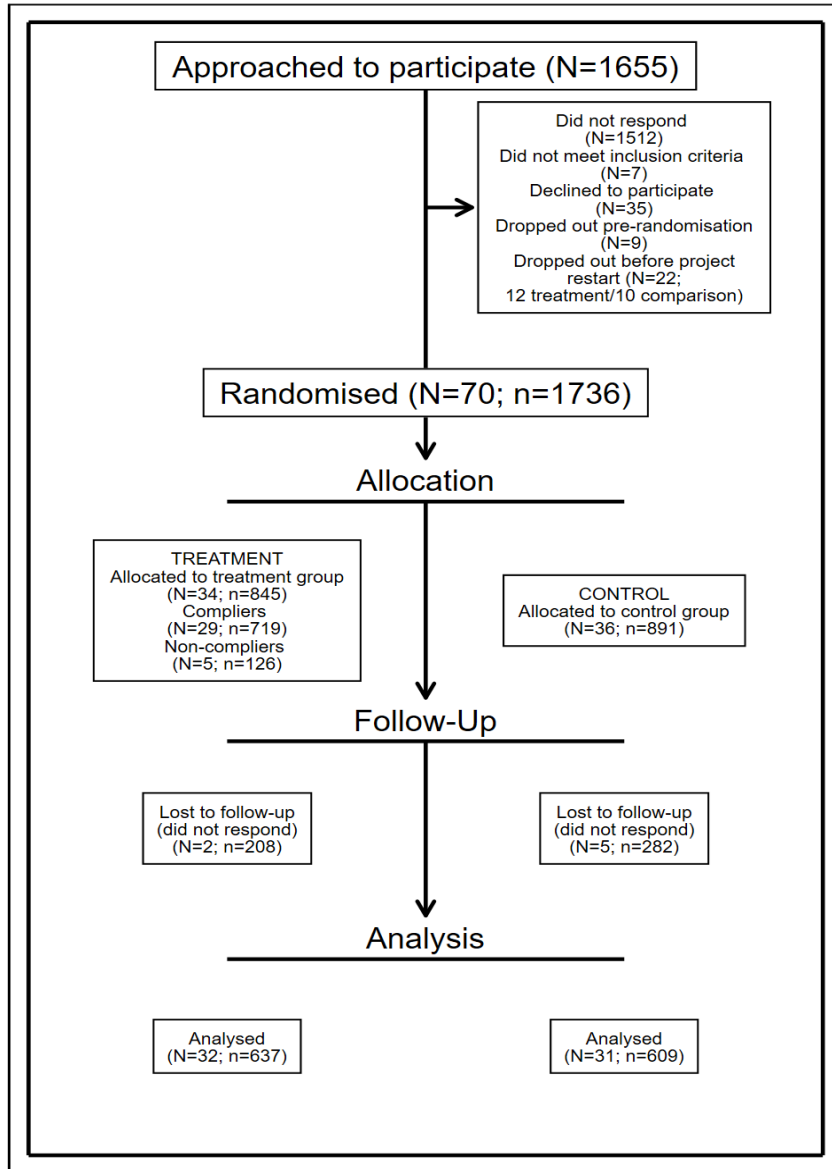 Approached to participate (N=1655)
Did not respond
(N=1512)
Did not meet inclusion criteria
(N=7)
Declined to participate
(N=35)
Dropped out pre-randomisation
(N=9)
Dropped out before project
restart (N=22;
12 treatment/10 comparison)
Randomised (N=70; n=1736)
Allocation
TREATMENT
Allocated to treatment group
(N=34; n=845)
Compliers
(N=29; n=719)
Non-compliers
(N=5; n=126)
CONTROL
Allocated to control group
(N=36; n=891)
Follow-Up
Lost to follow-up
(did not respond)
(N=2; n=208)
Lost to follow-up
(did not respond)
(N=5; n=282)
Analysis
Analysed
(N=32; n=637)
Analysed
(N=31; n=609)